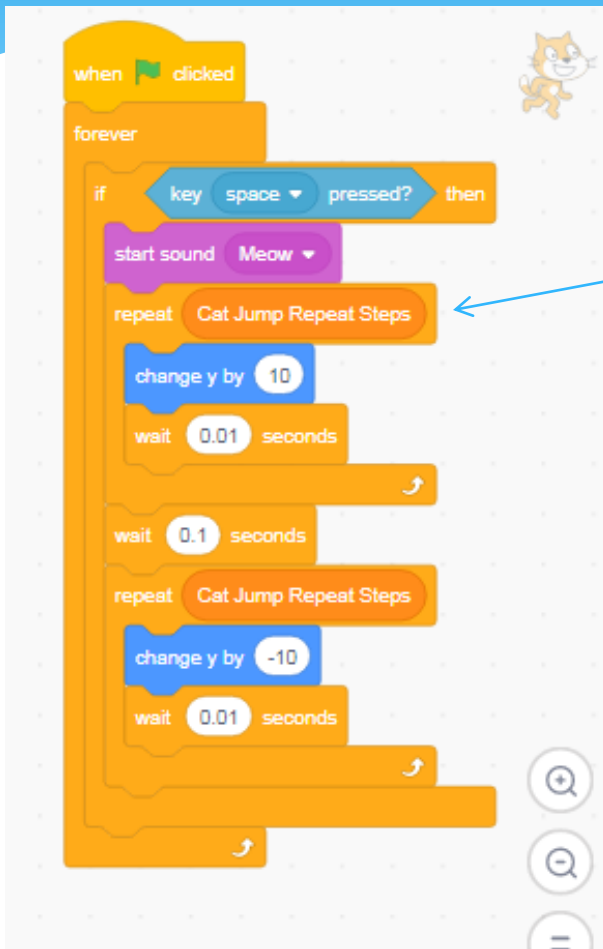 when clicked
forever
if key space pressed? then
start sound Meow
repeat Cat Jump Repeat Steps
change y by 10
wait 0.01 seconds
wait 0.1 seconds
repeat Cat Jump Repeat Steps
change y by -10
wait 0.01 seconds